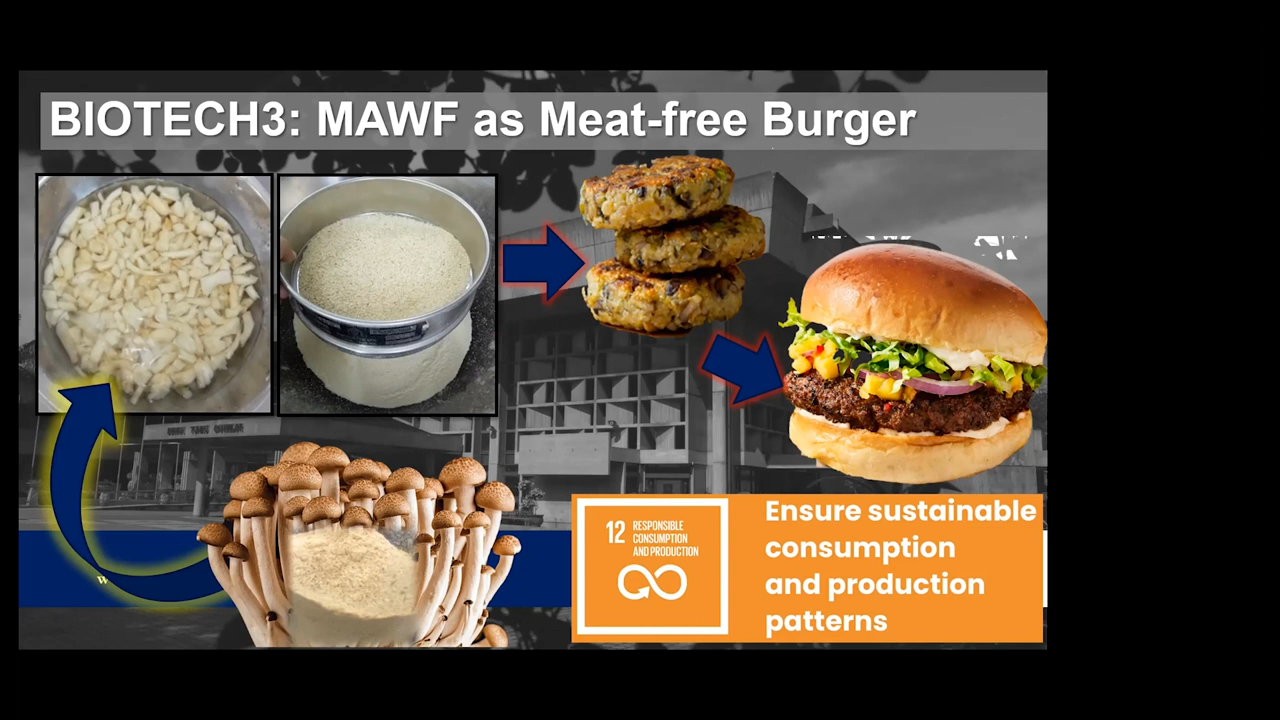 BIOTECH3: MAWF as Meat-free Burger
12 RESPONSIBLE
CONSUMPTION
AND PRODUCTION
Ensure sustainable
consumption
and production
patterns